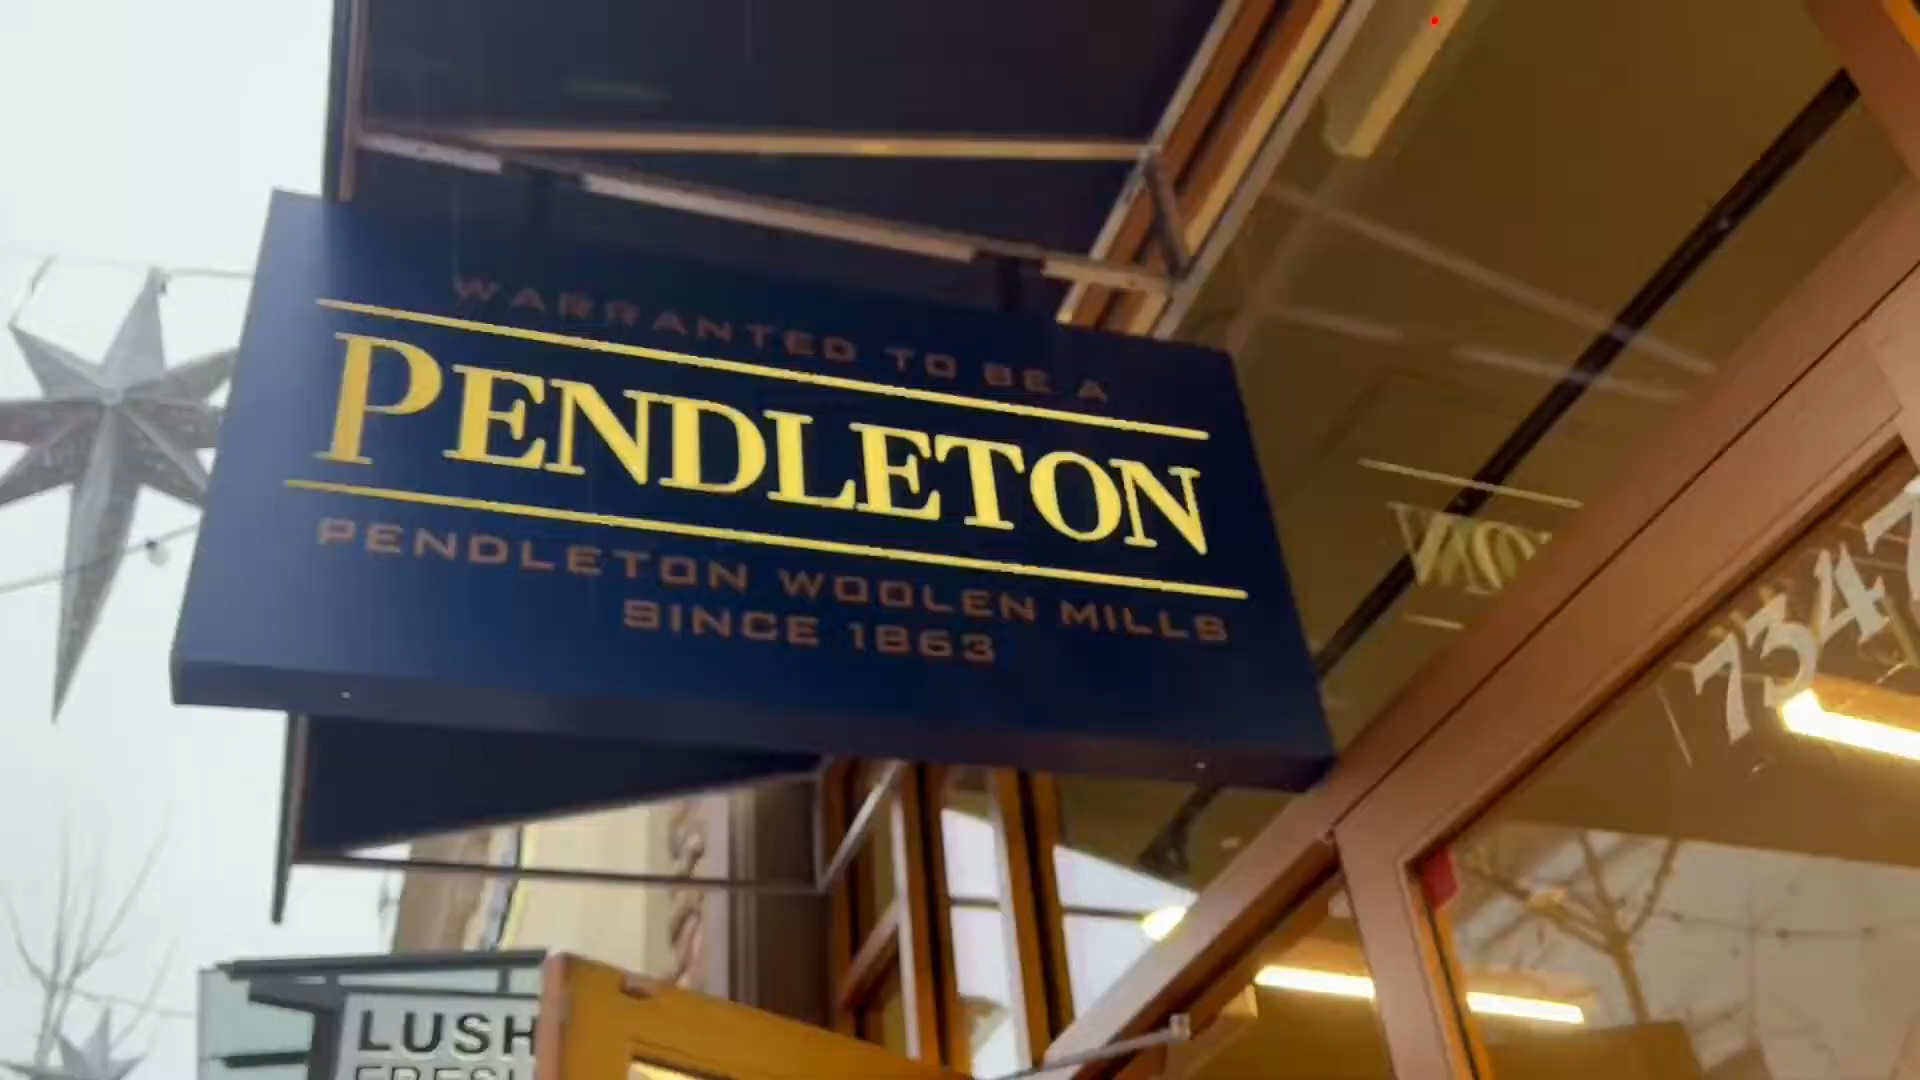 WARRANTED TO BE A
PENDLETON
PENDLETON WOOLEN MILLS
SINCE 1863
7347
LUSH